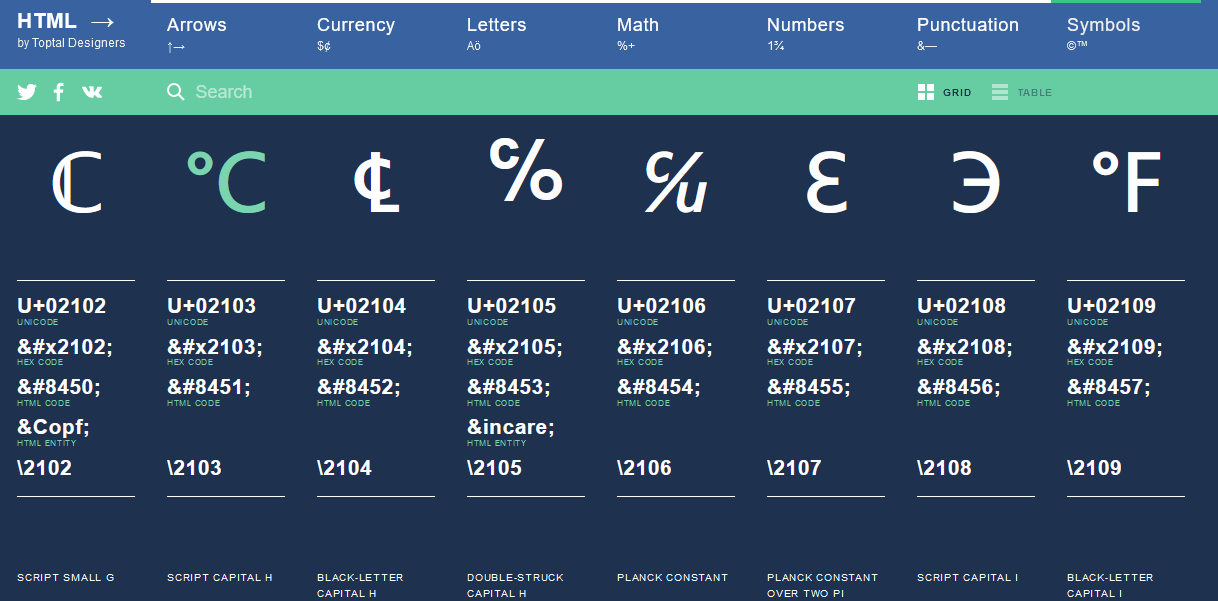 HTML → Arrows Currency Letters Math Numbers Punctuation Symbols
by Toptal Designers ↑→ $¢ Aö %+ 1¾ &— ©™
Search GRID TABLE
ℂ ℃ ℄ ℅ ℆ ℇ ℈ ℉
U+02102 U+02103 U+02104 U+02105 U+02106 U+02107 U+02108 U+02109
UNICODE UNICODE UNICODE UNICODE UNICODE UNICODE UNICODE UNICODE
&#x2102; &#x2103; &#x2104; &#x2105; &#x2106; &#x2107; &#x2108; &#x2109;
HEX CODE HEX CODE HEX CODE HEX CODE HEX CODE HEX CODE HEX CODE HEX CODE
&#8450; &#8451; &#8452; &#8453; &#8454; &#8455; &#8456; &#8457;
HTML CODE HTML CODE HTML CODE HTML CODE HTML CODE HTML CODE HTML CODE HTML CODE
&Copf; &incare;
HTML ENTITY HTML ENTITY
\2102 \2103 \2104 \2105 \2106 \2107 \2108 \2109
SCRIPT SMALL G SCRIPT CAPITAL H BLACK-LETTER DOUBLE-STRUCK PLANCK CONSTANT PLANCK CONSTANT SCRIPT CAPITAL I BLACK-LETTER
CAPITAL H CAPITAL H OVER TWO PI CAPITAL I